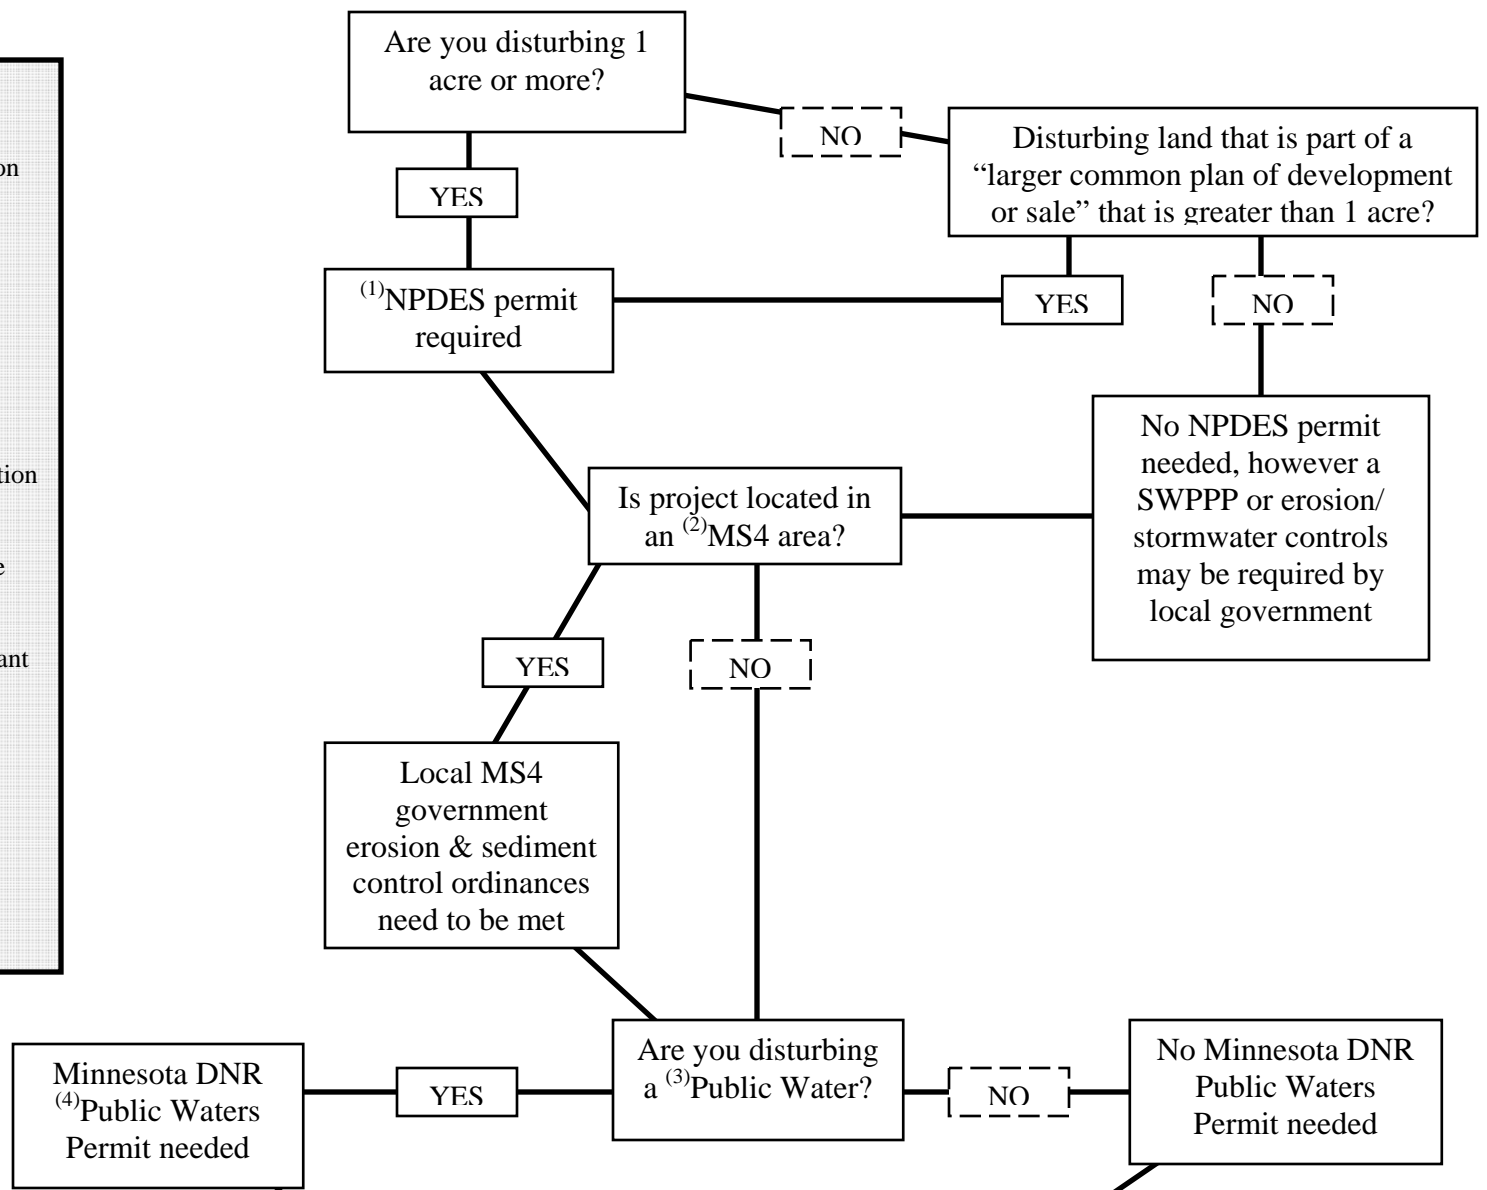 Are you disturbing 1
acre or more?
NO
Disturbing land that is part of a
“larger common plan of development
or sale” that is greater than 1 acre?
YES
(1)NPDES permit
required
YES
NO
No NPDES permit
needed, however a
SWPPP or erosion/
stormwater controls
may be required by
local government
Is project located in
an (2)MS4 area?
YES
NO
Local MS4
government
erosion & sediment
control ordinances
need to be met
Are you disturbing
a (3)Public Water?
YES
Minnesota DNR
(4)Public Waters
Permit needed
NO
No Minnesota DNR
Public Waters
Permit needed